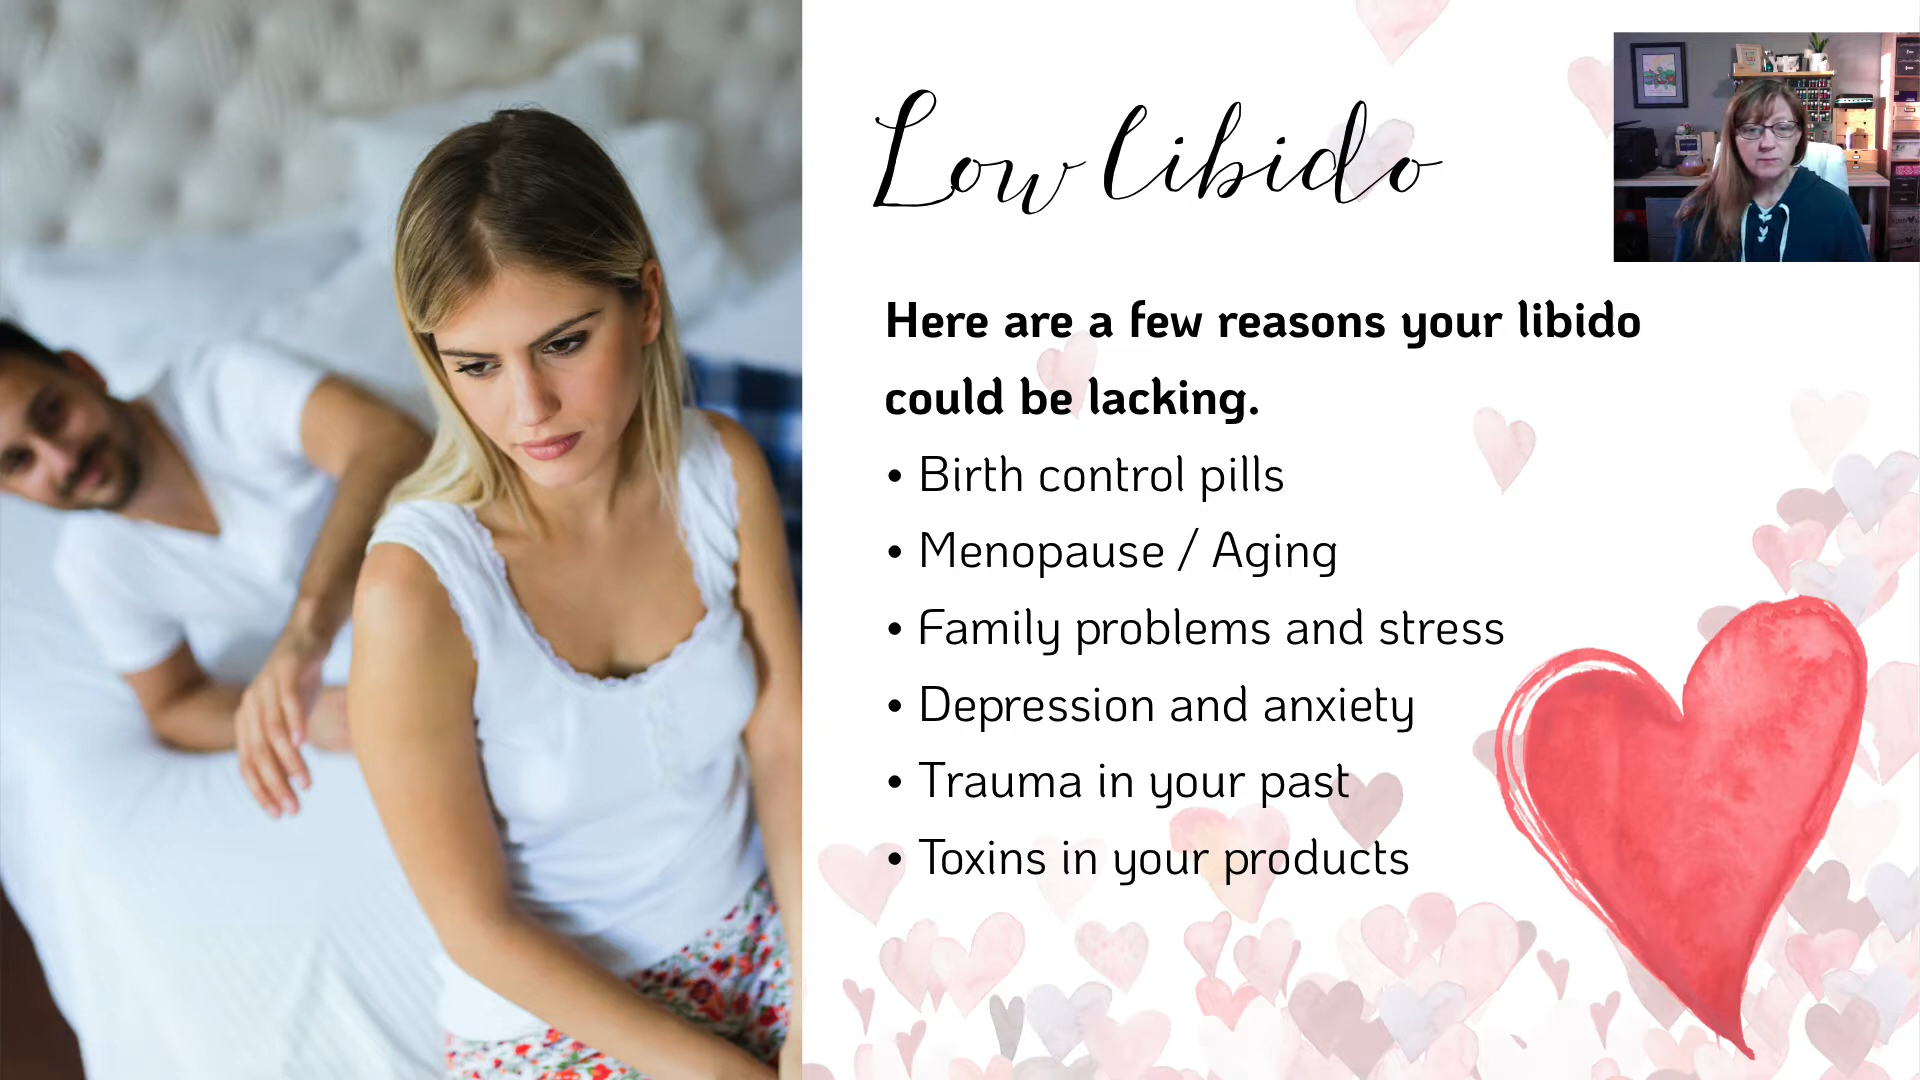 Low libido
Here are a few reasons your libido
could be lacking.
• Birth control pills
• Menopause / Aging
• Family problems and stress
• Depression and anxiety
• Trauma in your past
• Toxins in your products